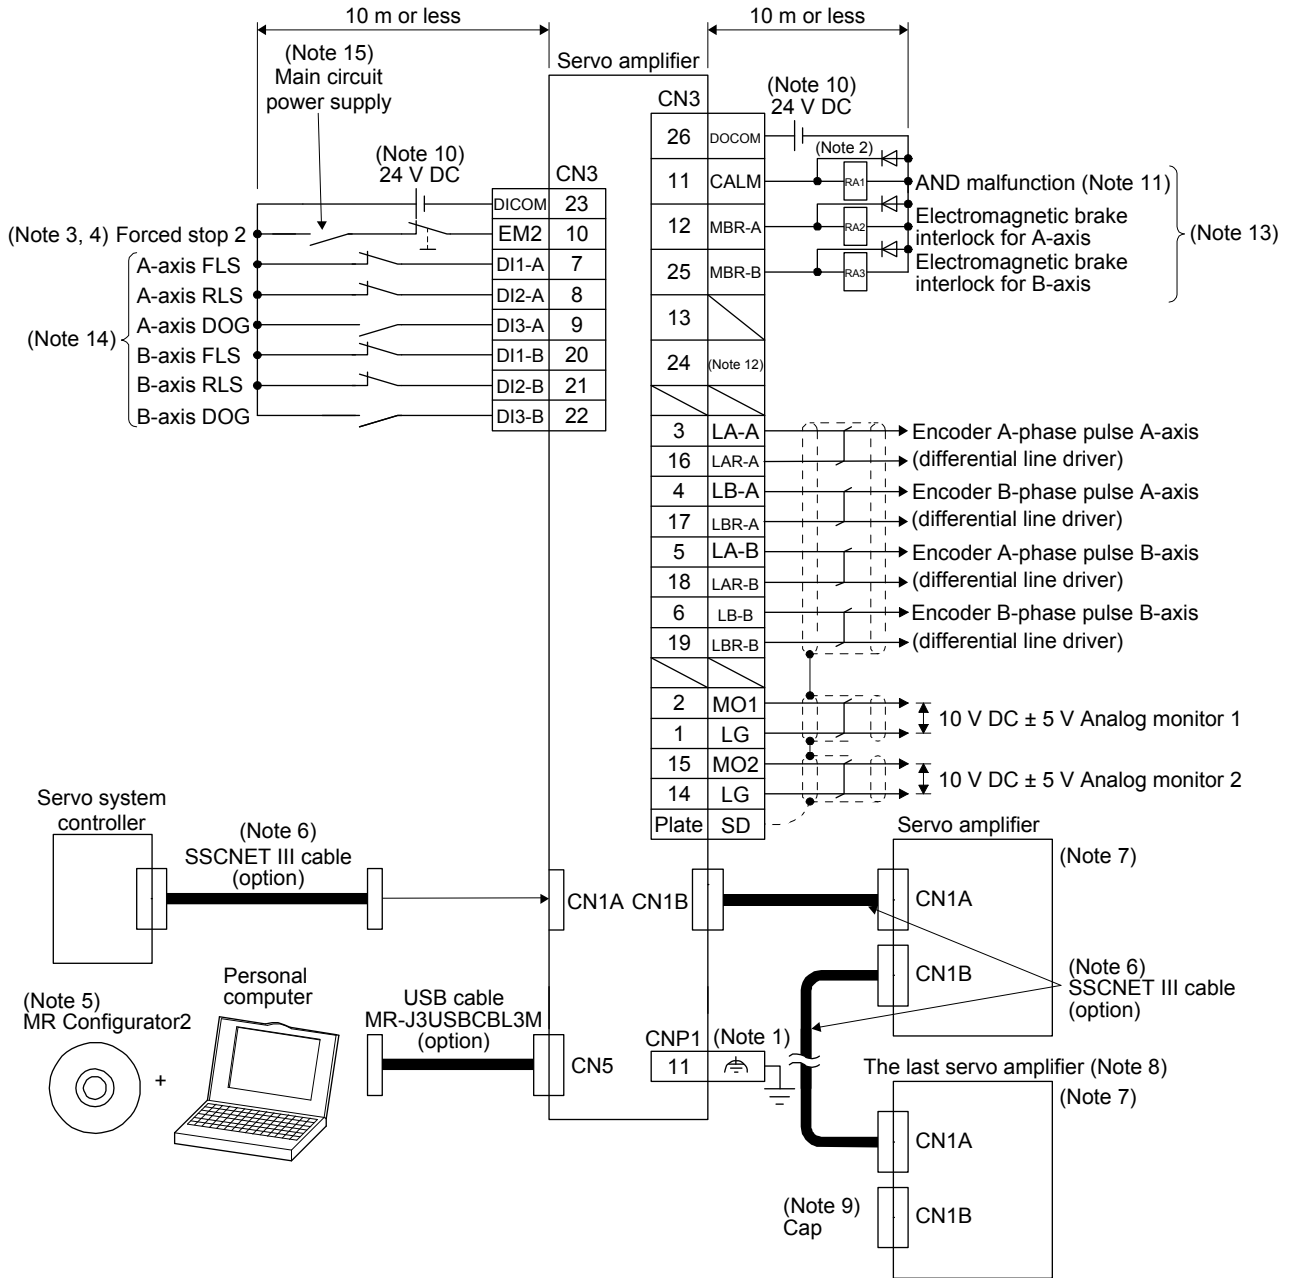 10 m or less
10 m or less
(Note 15)
Main circuit
power supply
Servo amplifier
(Note 10)
24 V DC
CN3
(Note 10)
24 V DC
CN3
DICOM 23
(Note 3, 4) Forced stop 2 EM2 10
A-axis FLS DI1-A 7
A-axis RLS DI2-A 8
A-axis DOG DI3-A 9
(Note 14)
B-axis FLS DI1-B 20
B-axis RLS DI2-B 21
B-axis DOG DI3-B 22
26 DOCOM
(Note 2)
11 CALM RA1 AND malfunction (Note 11)
12 MBR-A RA2 Electromagnetic brake
interlock for A-axis
(Note 13)
25 MBR-B RA3 Electromagnetic brake
interlock for B-axis
13
24 (Note 12)
3 LA-A Encoder A-phase pulse A-axis
16 LAR-A (differential line driver)
4 LB-A Encoder B-phase pulse A-axis
17 LBR-A (differential line driver)
5 LA-B Encoder A-phase pulse B-axis
18 LAR-B (differential line driver)
6 LB-B Encoder B-phase pulse B-axis
19 LBR-B (differential line driver)
2 MO1
10 V DC ± 5 V Analog monitor 1
1 LG
15 MO2
10 V DC ± 5 V Analog monitor 2
14 LG
Plate SD
Servo system
controller
(Note 6)
SSCNET III cable
(option)
CN1A CN1B
Servo amplifier
(Note 7)
CN1A
CN1B
(Note 6)
SSCNET III cable
(option)
(Note 5)
MR Configurator2
+
Personal
computer
USB cable
MR-J3USBCBL3M
(option)
CN5
CNP1 (Note 1)
11
The last servo amplifier (Note 8)
(Note 7)
CN1A
(Note 9)
Cap
CN1B